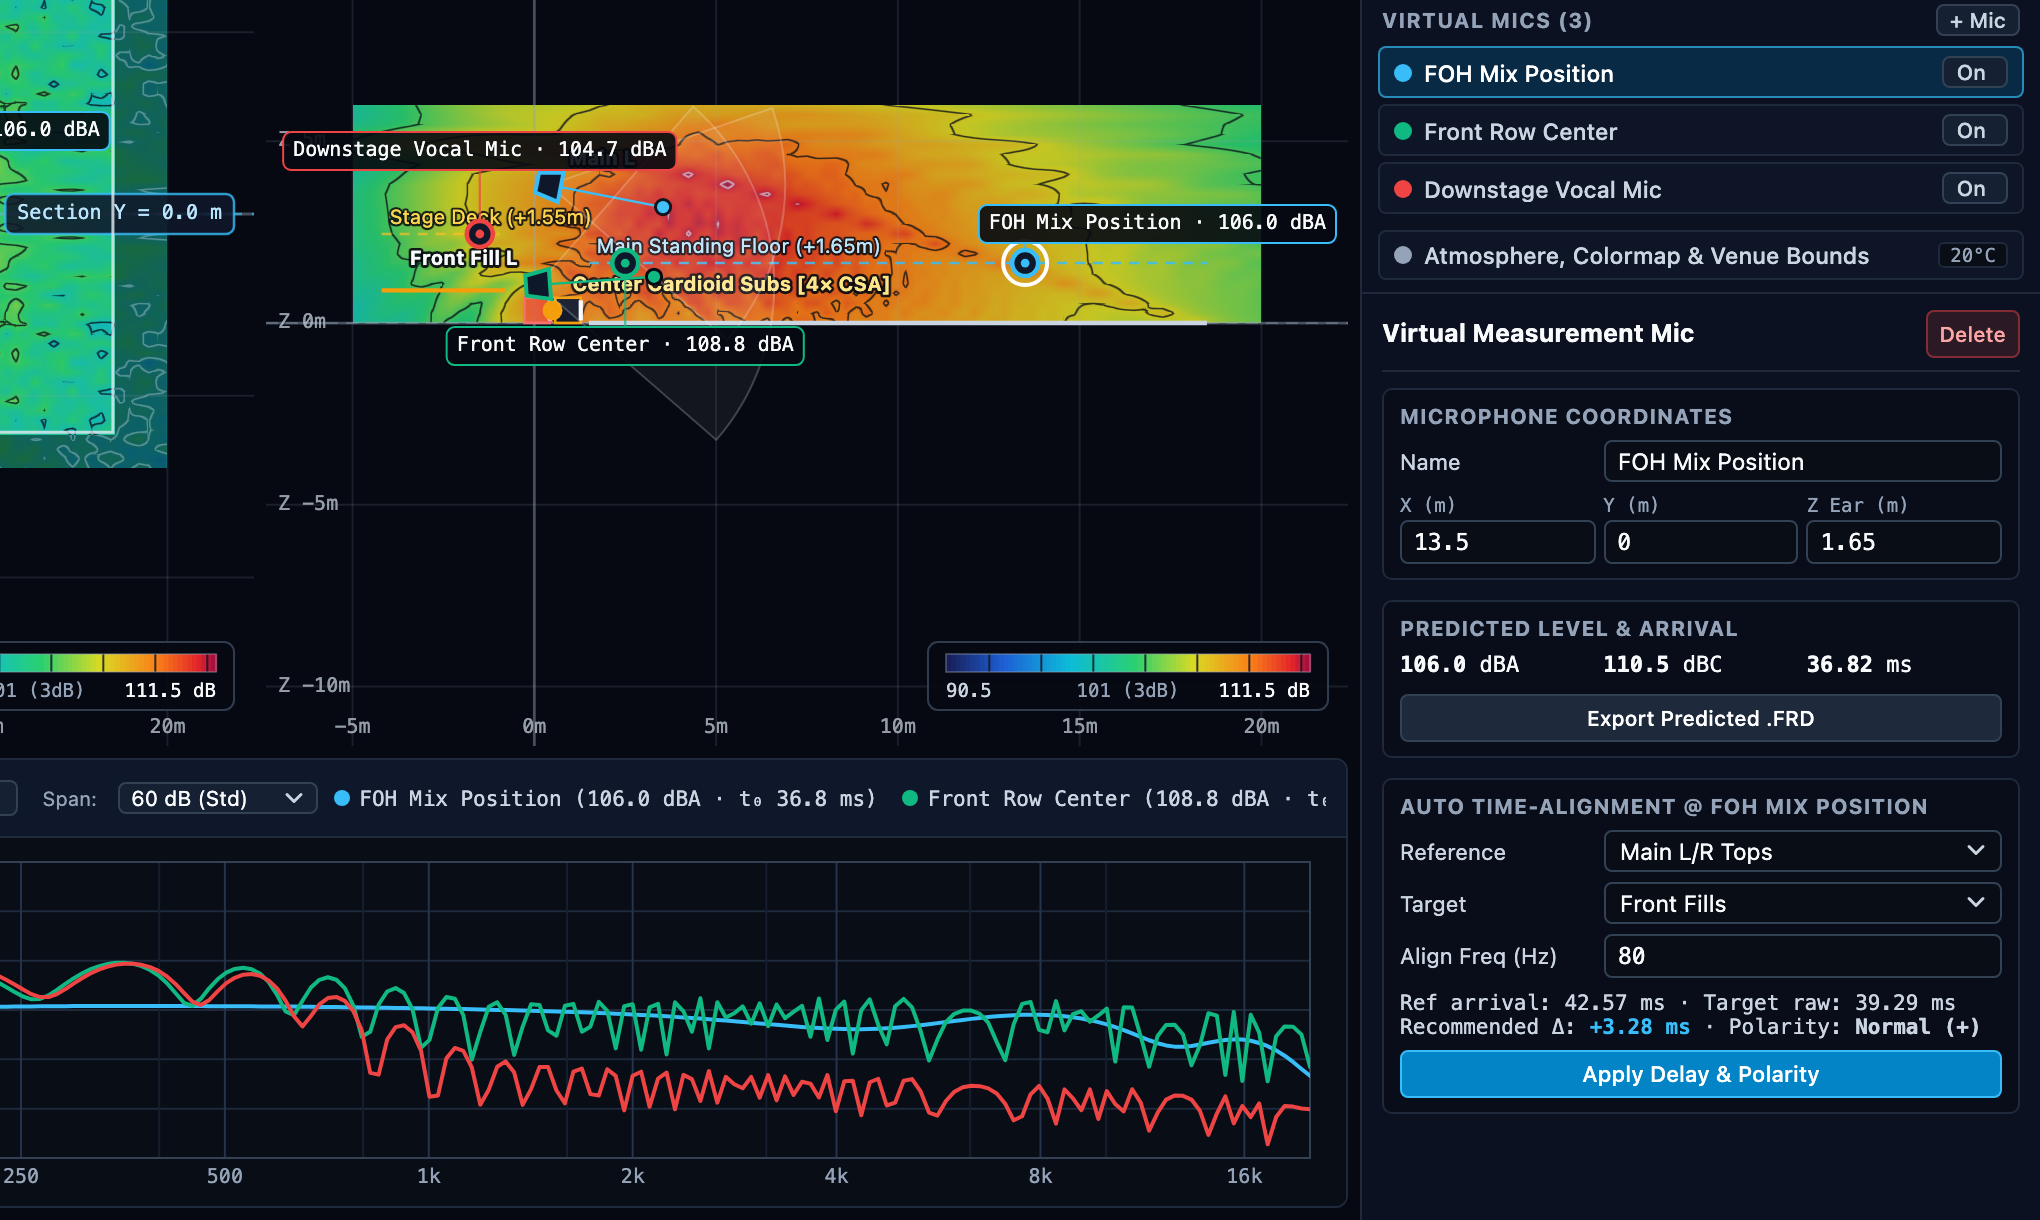 VIRTUAL MICS (3)
+ Mic
FOH Mix Position
On
Front Row Center
On
Downstage Vocal Mic
On
Atmosphere, Colormap & Venue Bounds
20°C
Virtual Measurement Mic
Delete
MICROPHONE COORDINATES
Name
FOH Mix Position
X (m)
Y (m)
Z Ear (m)
13.5
0
1.65
PREDICTED LEVEL & ARRIVAL
106.0 dBA
110.5 dBC
36.82 ms
Export Predicted .FRD
AUTO TIME-ALIGNMENT @ FOH MIX POSITION
Reference
Main L/R Tops
Target
Front Fills
Align Freq (Hz)
80
Ref arrival: 42.57 ms · Target raw: 39.29 ms
Recommended Δ: +3.28 ms · Polarity: Normal (+)
Apply Delay & Polarity
106.0 dBA
Section Y = 0.0 m
01 (3dB)
111.5 dB
20m
Downstage Vocal Mic · 104.7 dBA
Main L
Stage Deck (+1.55m)
FOH Mix Position · 106.0 dBA
Main Standing Floor (+1.65m)
Front Fill L
Center Cardioid Subs [4× CSA]
Z 0m
Front Row Center · 108.8 dBA
Z −5m
Z −10m
90.5
101 (3dB)
111.5 dB
−5m
0m
5m
10m
15m
20m
Span:
60 dB (Std)
FOH Mix Position (106.0 dBA · t₀ 36.8 ms)
Front Row Center (108.8 dBA ·
250
500
1k
2k
4k
8k
16k